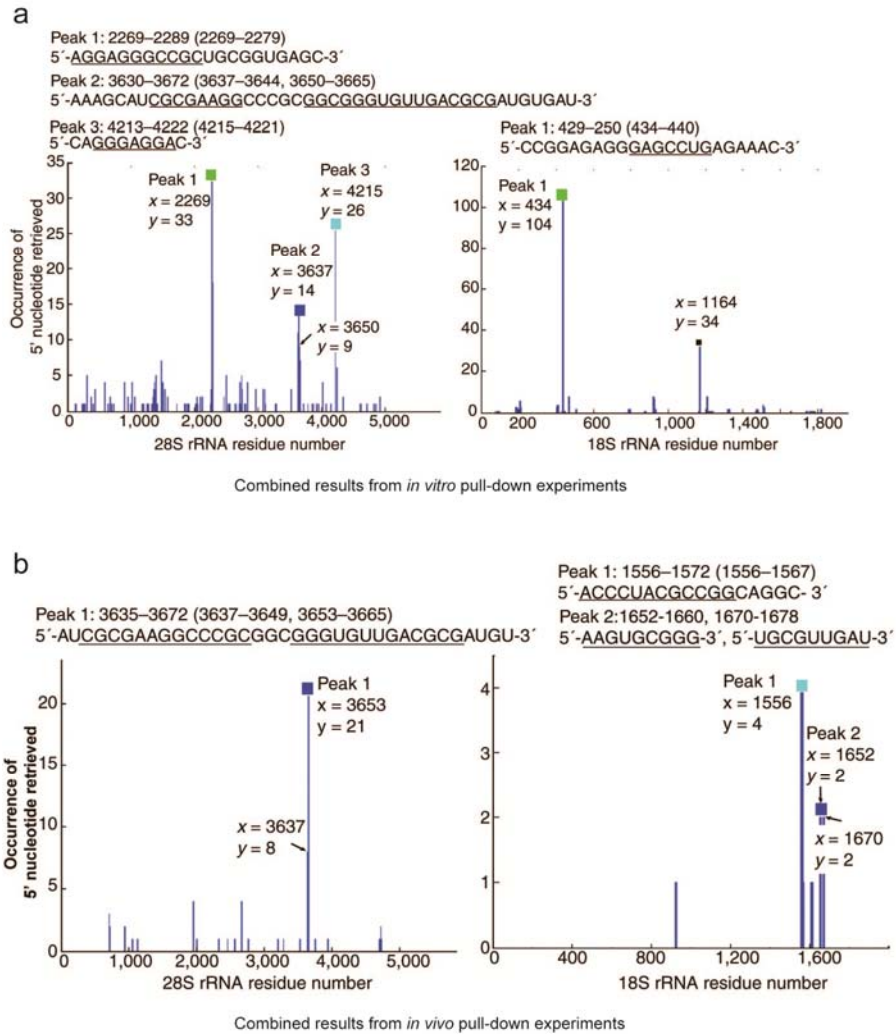 a
Peak 1: 2269–2289 (2269–2279)
5´-AGGAGGGCCGCUGCGGUGAGC-3´
Peak 2: 3630–3672 (3637–3644, 3650–3665)
5´-AAAGCAUCGCGAAGGCCCGCGGCGGGUGUUGACGCGAUGUGAU-3´
Peak 3: 4213–4222 (4215–4221)
5´-CAGGGAGGAC-3´
Peak 1: 429–250 (434–440)
5´-CCGGAGAGGGAGCCUGAGAAAC-3´
35
30
25
20
15
10
5
0
Occurrence of
5´ nucleotide retrieved
Peak 1
x = 2269
y = 33
Peak 2
x = 3637
y = 14
x = 3650
y = 9
Peak 3
x = 4215
y = 26
0 1,000 2,000 3,000 4,000 5,000
28S rRNA residue number
120
100
80
60
40
20
0
Peak 1
x = 434
y = 104
x = 1164
y = 34
0 200 600 1,000 1,400 1,800
18S rRNA residue number
Combined results from in vitro pull-down experiments
b
Peak 1: 3635–3672 (3637–3649, 3653–3665)
5´-AUCGCGAAGGCCCGCGGCGGGUGUUGACGCGAUGU-3´
Peak 1: 1556–1572 (1556–1567)
5´-ACCCUACGCCGGCAGGC- 3´
Peak 2:1652-1660, 1670-1678
5´-AAGUGCGGG-3´, 5´-UGCGUUGAU-3´
20
15
10
5
0
Occurrence of
5' nucleotide retrieved
Peak 1
x = 3653
y = 21
x = 3637
y = 8
0 1,000 2,000 3,000 4,000 5,000
28S rRNA residue number
4
3
2
1
0
Peak 1
x = 1556
y = 4
Peak 2
x = 1652
y = 2
x = 1670
y = 2
0 400 800 1,200 1,600
18S rRNA residue number
Combined results from in vivo pull-down experiments